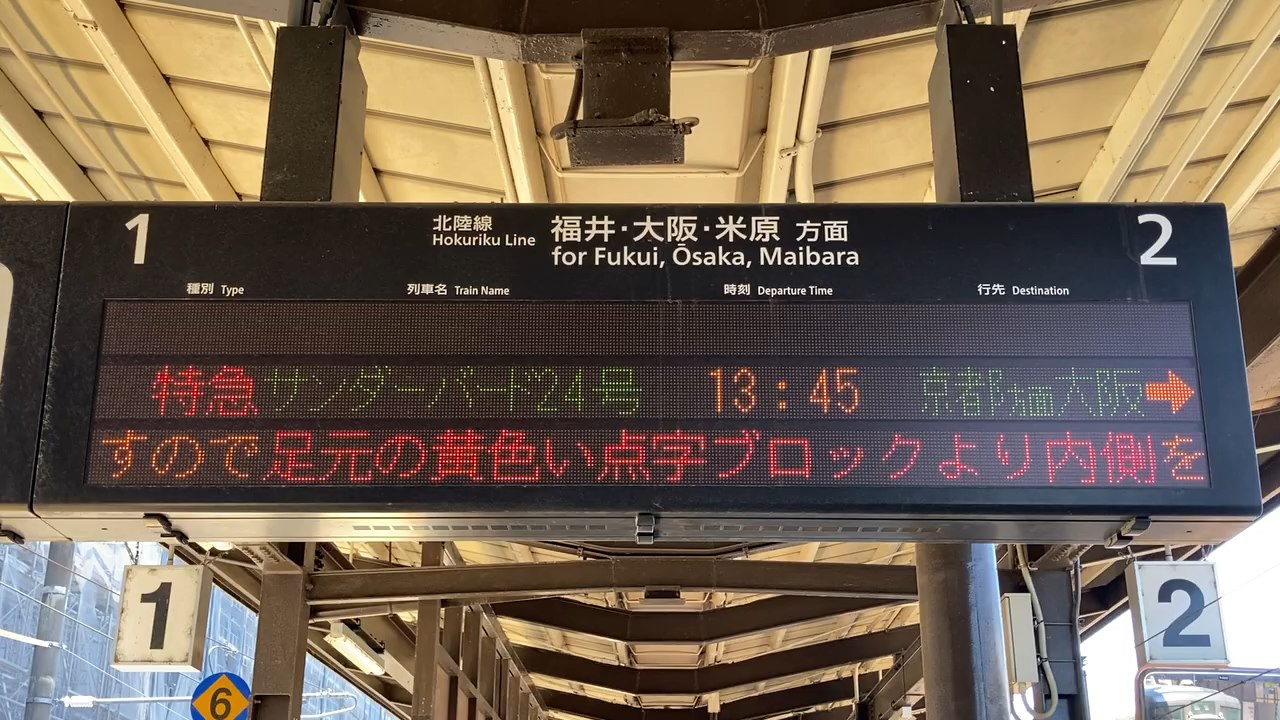 1 北陸線 福井・大阪・米原 方面 2
Hokuriku Line for Fukui, Ōsaka, Maibara
種別 Type 列車名 Train Name 時刻 Departure Time 行先 Destination
特急 サンダーバード24号 13:45 京都方面大阪 →
すので足元の黄色い点字ブロックより内側を
1 2
6